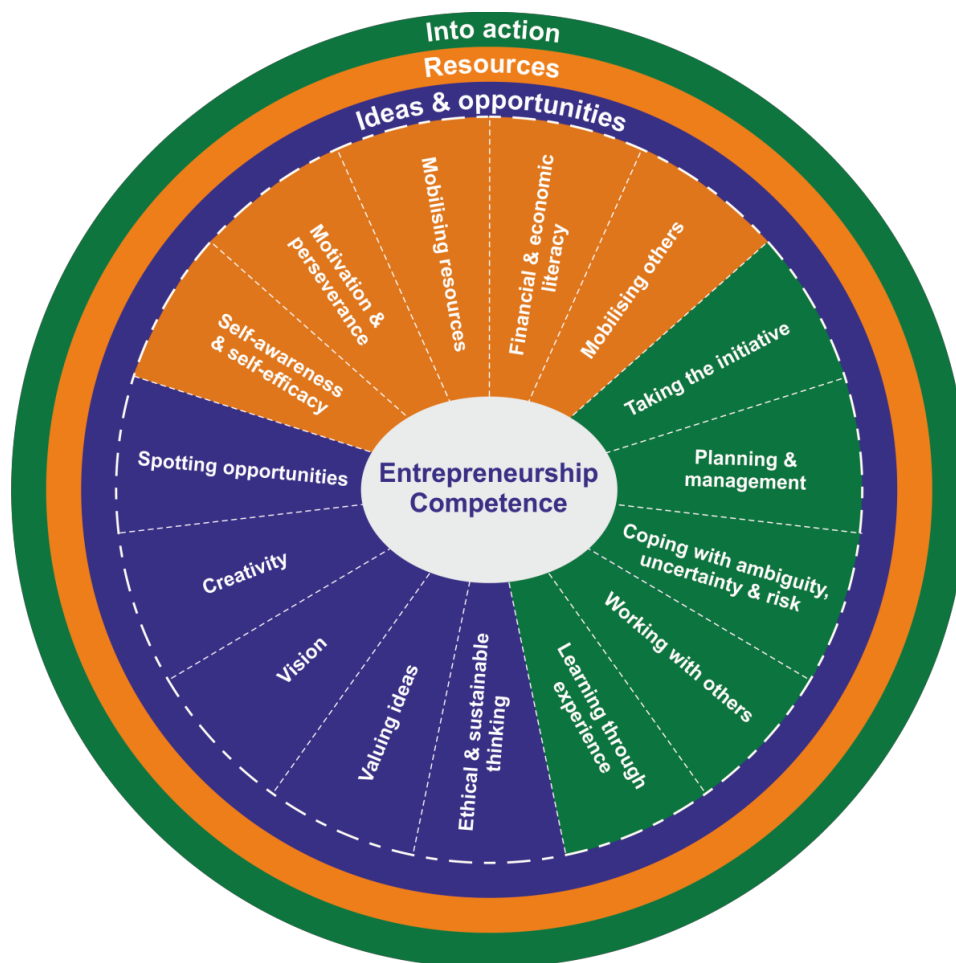 Into action
Resources
Ideas & opportunities
Self-awareness
& self-efficacy
Motivation &
perseverance
Mobilising resources
Financial & economic
literacy
Mobilising others
Taking the initiative
Planning &
management
Coping with ambiguity,
uncertainty & risk
Working with others
Learning through
experience
Ethical & sustainable
thinking
Valuing ideas
Vision
Creativity
Spotting opportunities
Entrepreneurship
Competence